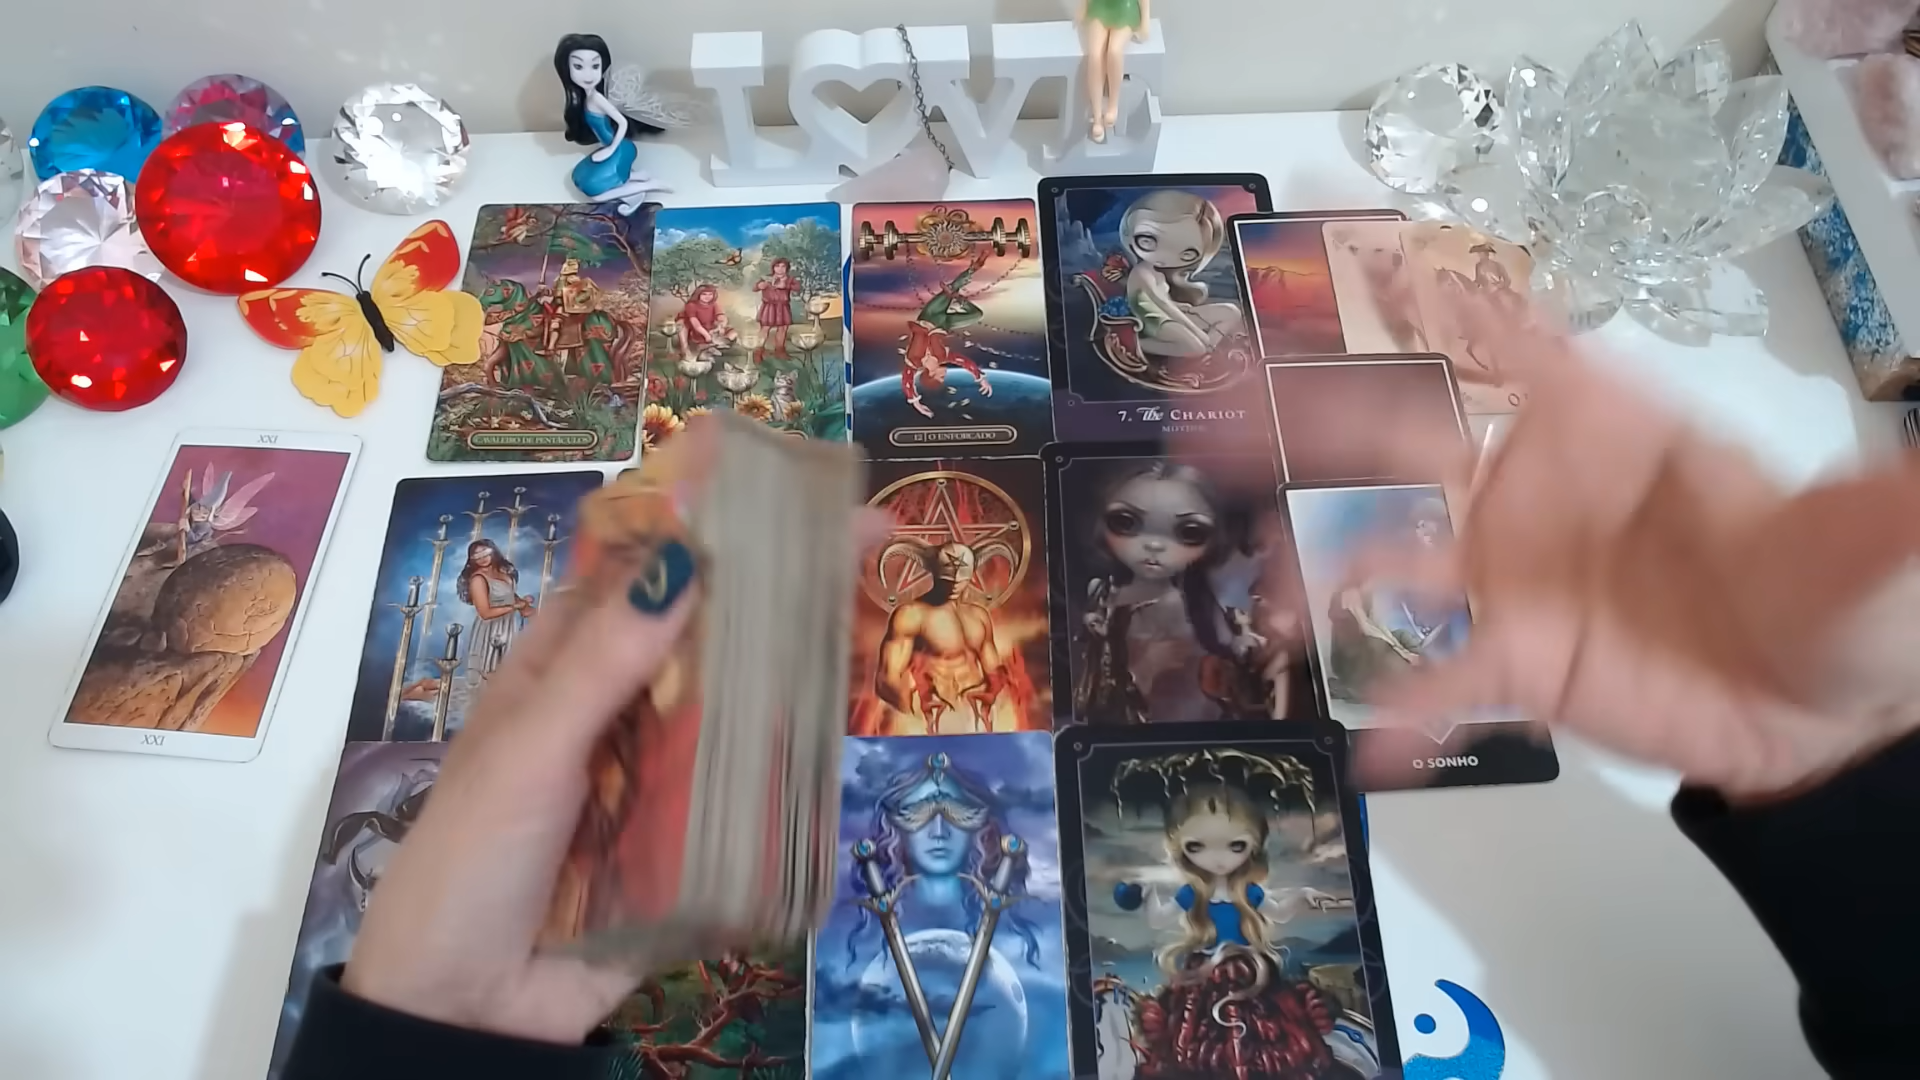 LOVE
CAVALEIRO DE PENTÁCULOS
12 | O ENFORCADO
7. The CHARIOT
XXI
XXI
O SONHO